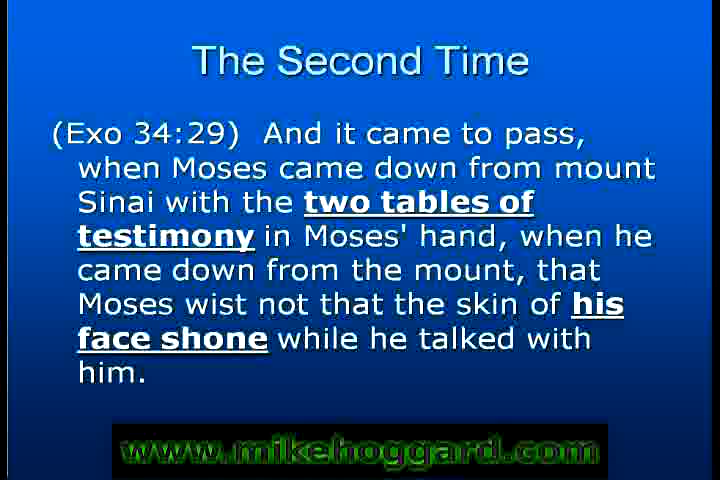 The Second Time
(Exo 34:29)  And it came to pass,
when Moses came down from mount
Sinai with the two tables of
testimony in Moses' hand, when he
came down from the mount, that
Moses wist not that the skin of his
face shone while he talked with
him.
www.mikehoggard.com